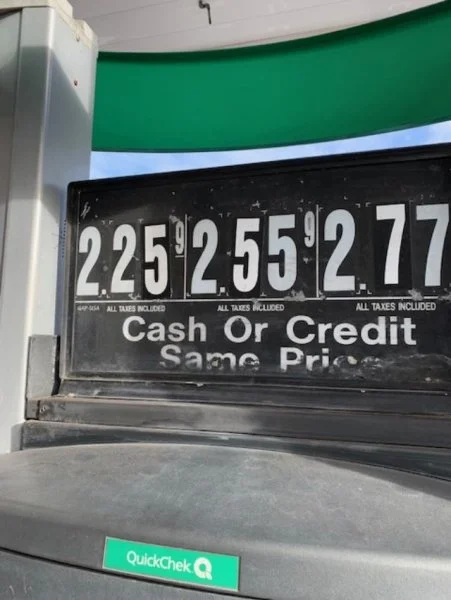 2.25 9 2.55 9 2.77
ALL TAXES INCLUDED ALL TAXES INCLUDED ALL TAXES INCLUDED
Cash Or Credit
Same Price
QuickChek Q